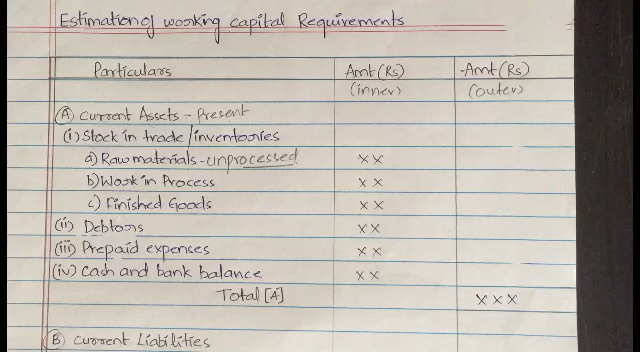 Estimation of working capital Requirements
Particulars Amt(Rs) (inner) Amt(Rs) (outer)
(A) Current Assets - Present
(i) Stock in trade/inventories
a) Raw materials - unprocessed xx
b) Work in Process xx
c) Finished Goods xx
(ii) Debtors xx
(iii) Prepaid expenses xx
(iv) Cash and bank balance xx
Total [A] xxx
(B) Current Liabilities